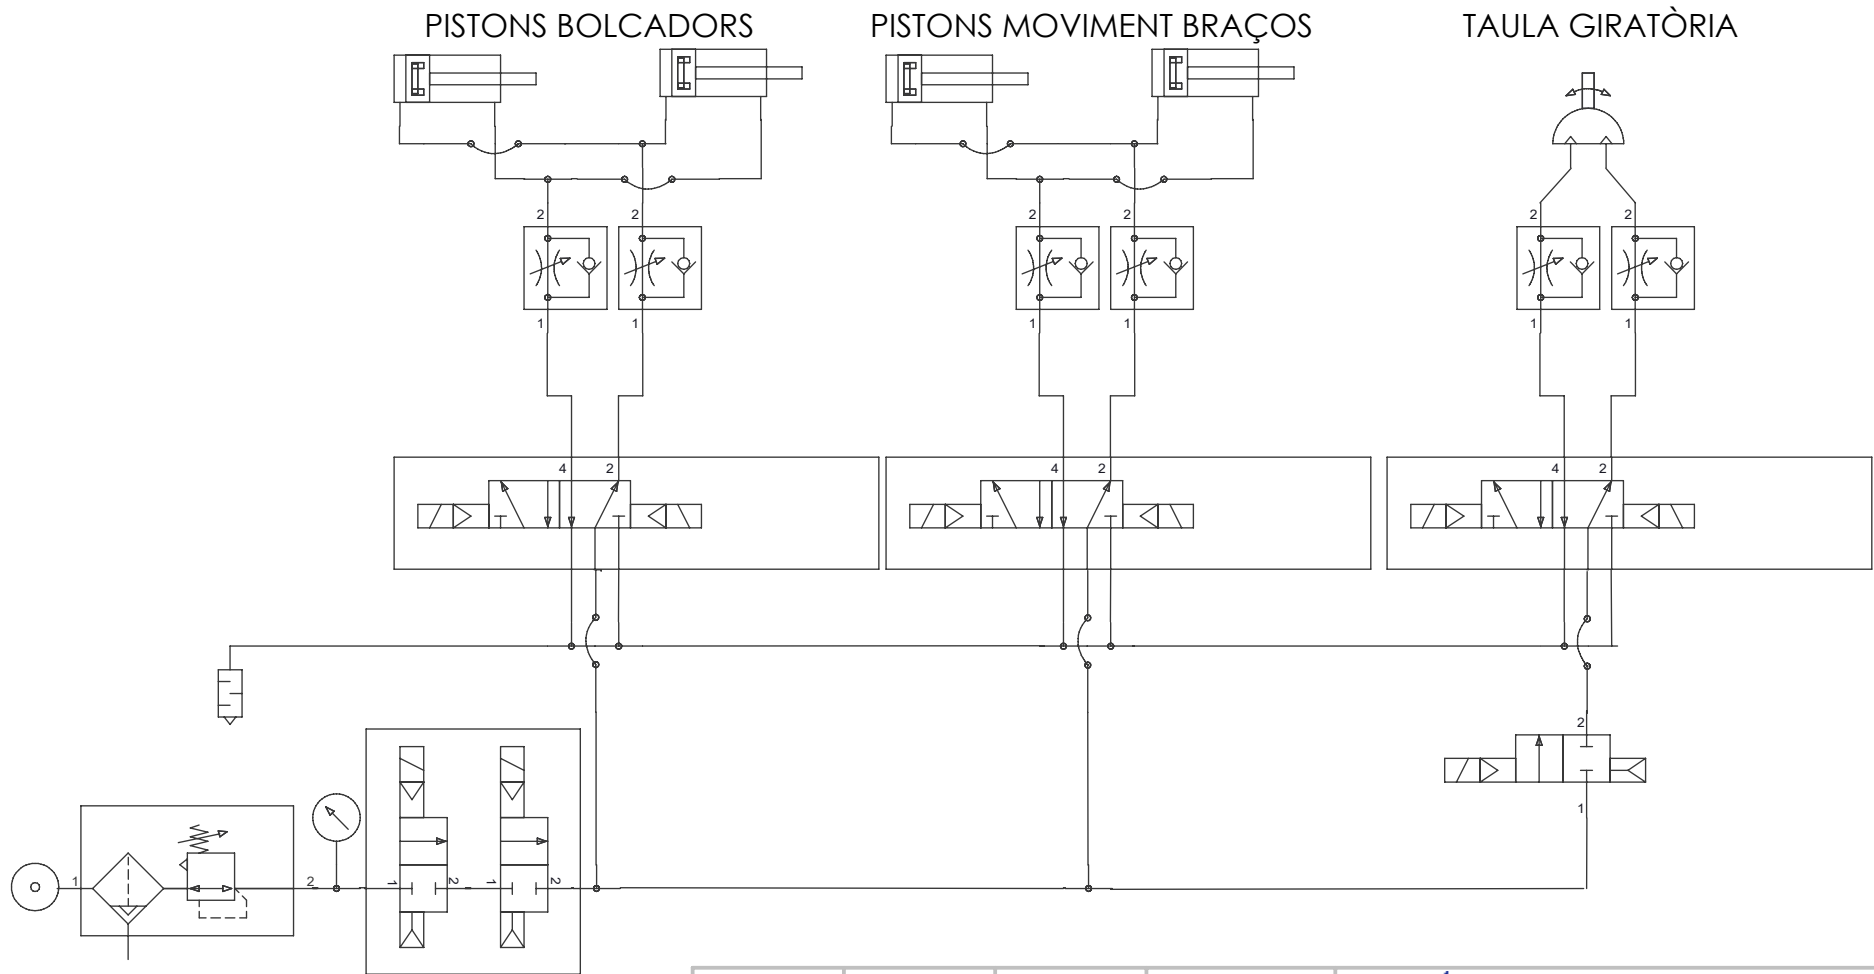 PISTONS BOLCADORS PISTONS MOVIMENT BRAÇOS TAULA GIRATÒRIA
2 2 2 2 2 2
1 1 1 1 1 1
4 2 4 2 4 2
2
1
1 2 1 2 1 2